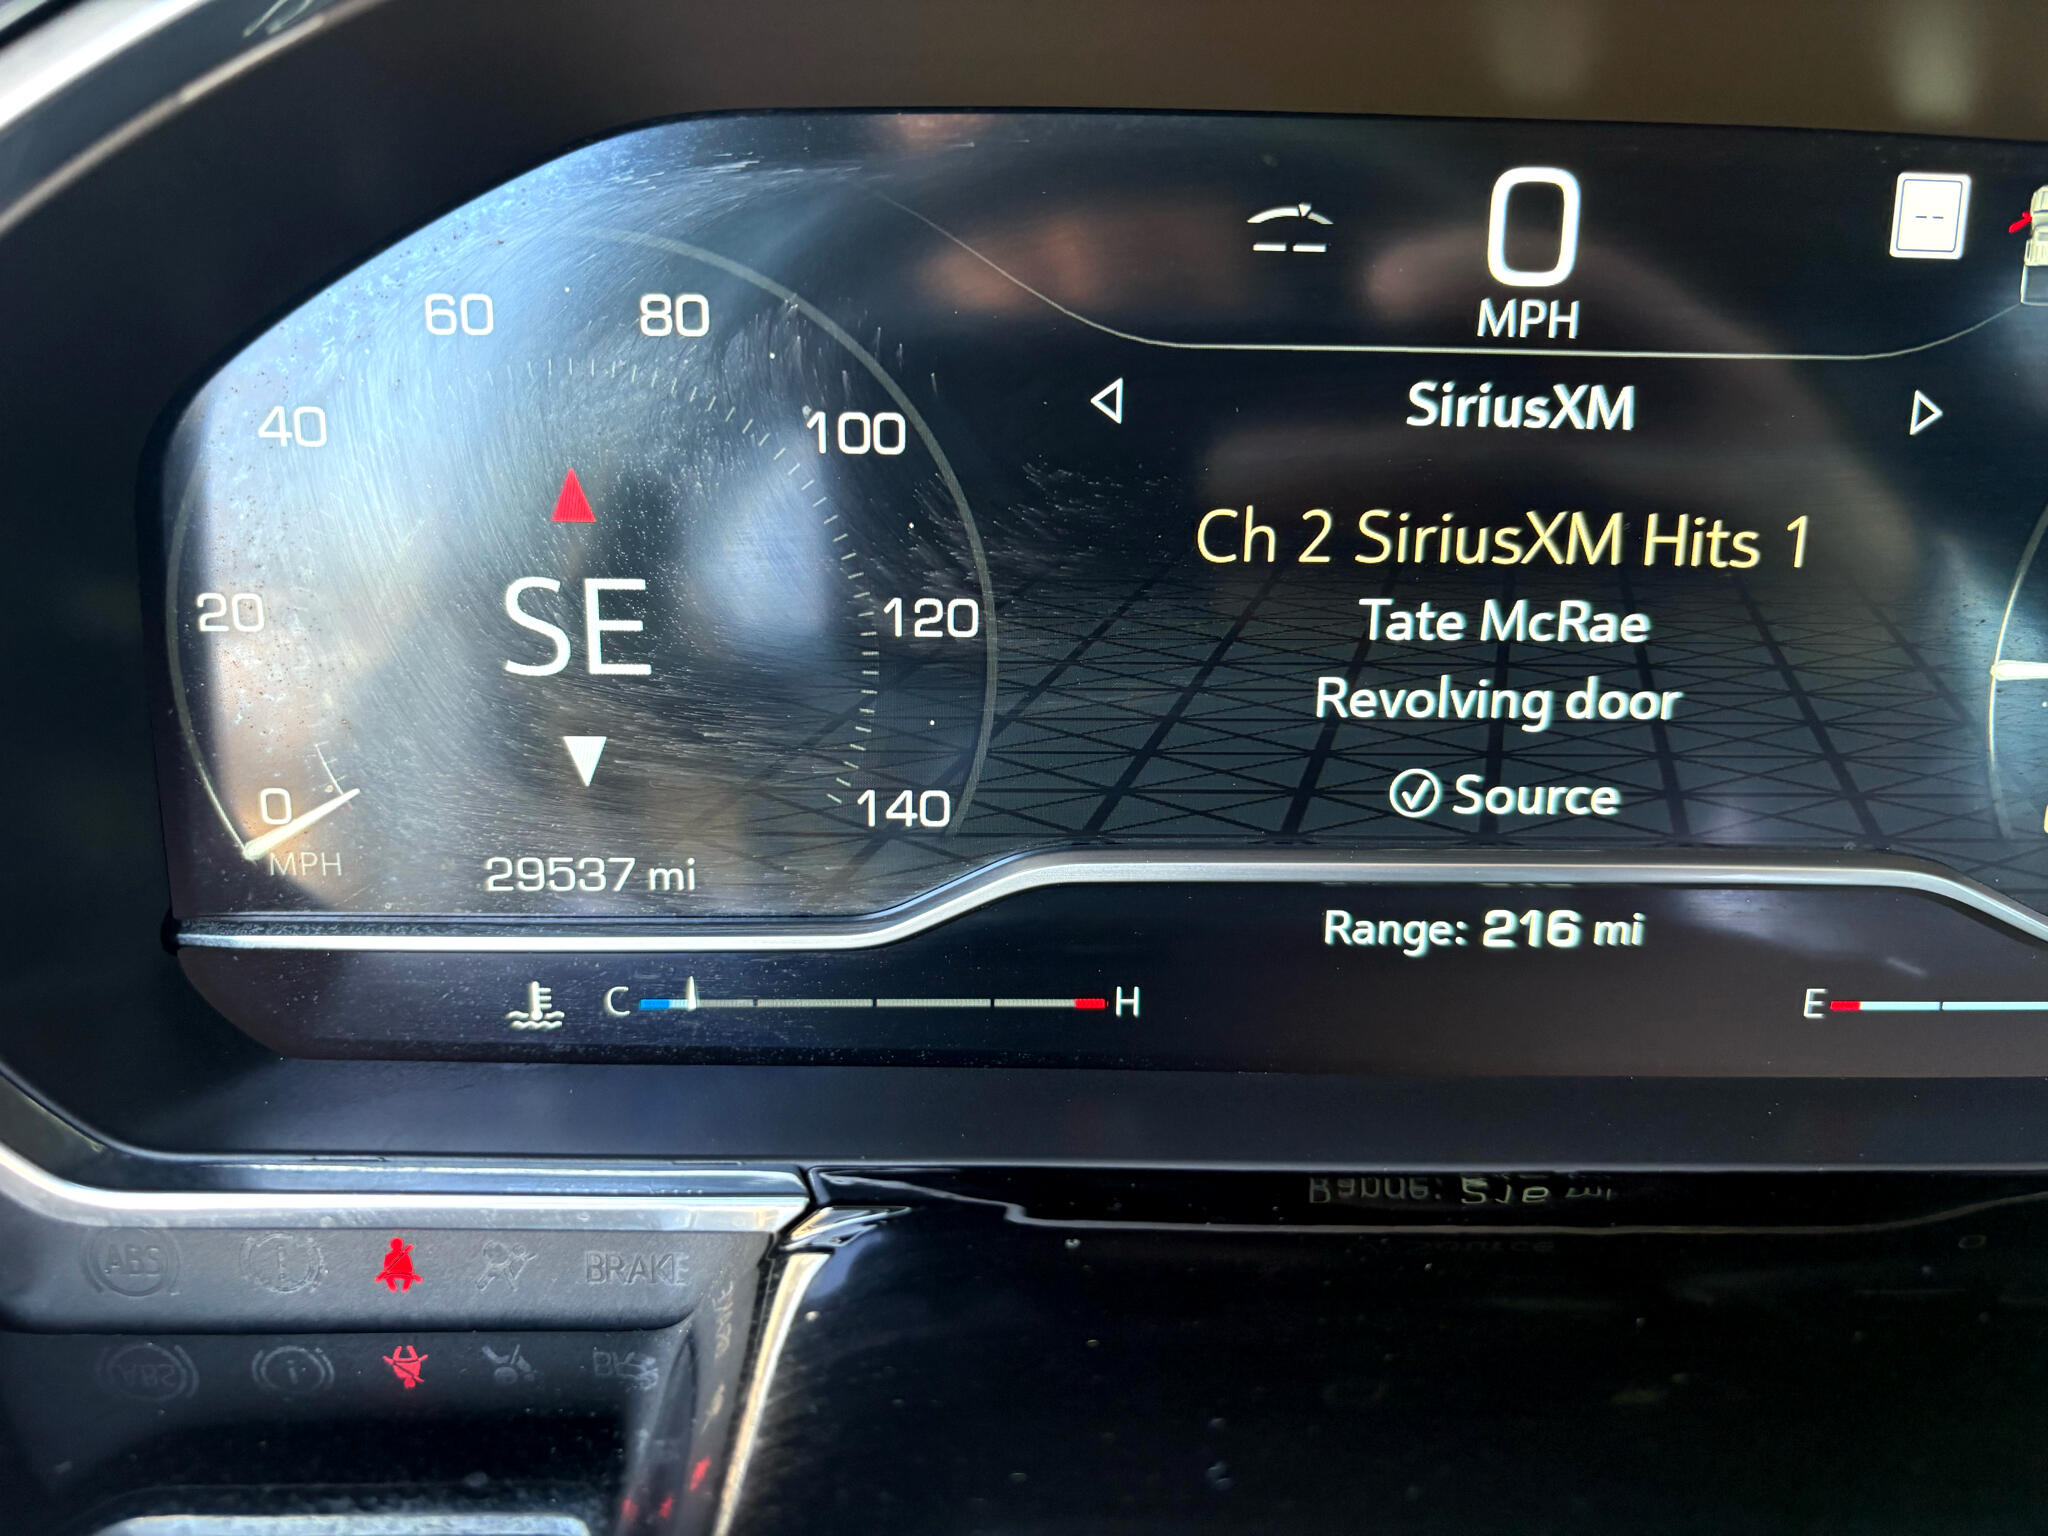 0
MPH
--
60
80
40
100
SiriusXM
Ch 2 SiriusXM Hits 1
SE
20
120
Tate McRae
Revolving door
0
140
Source
MPH
29537 mi
Range: 216 mi
C
H
E
ABS
BRAKE